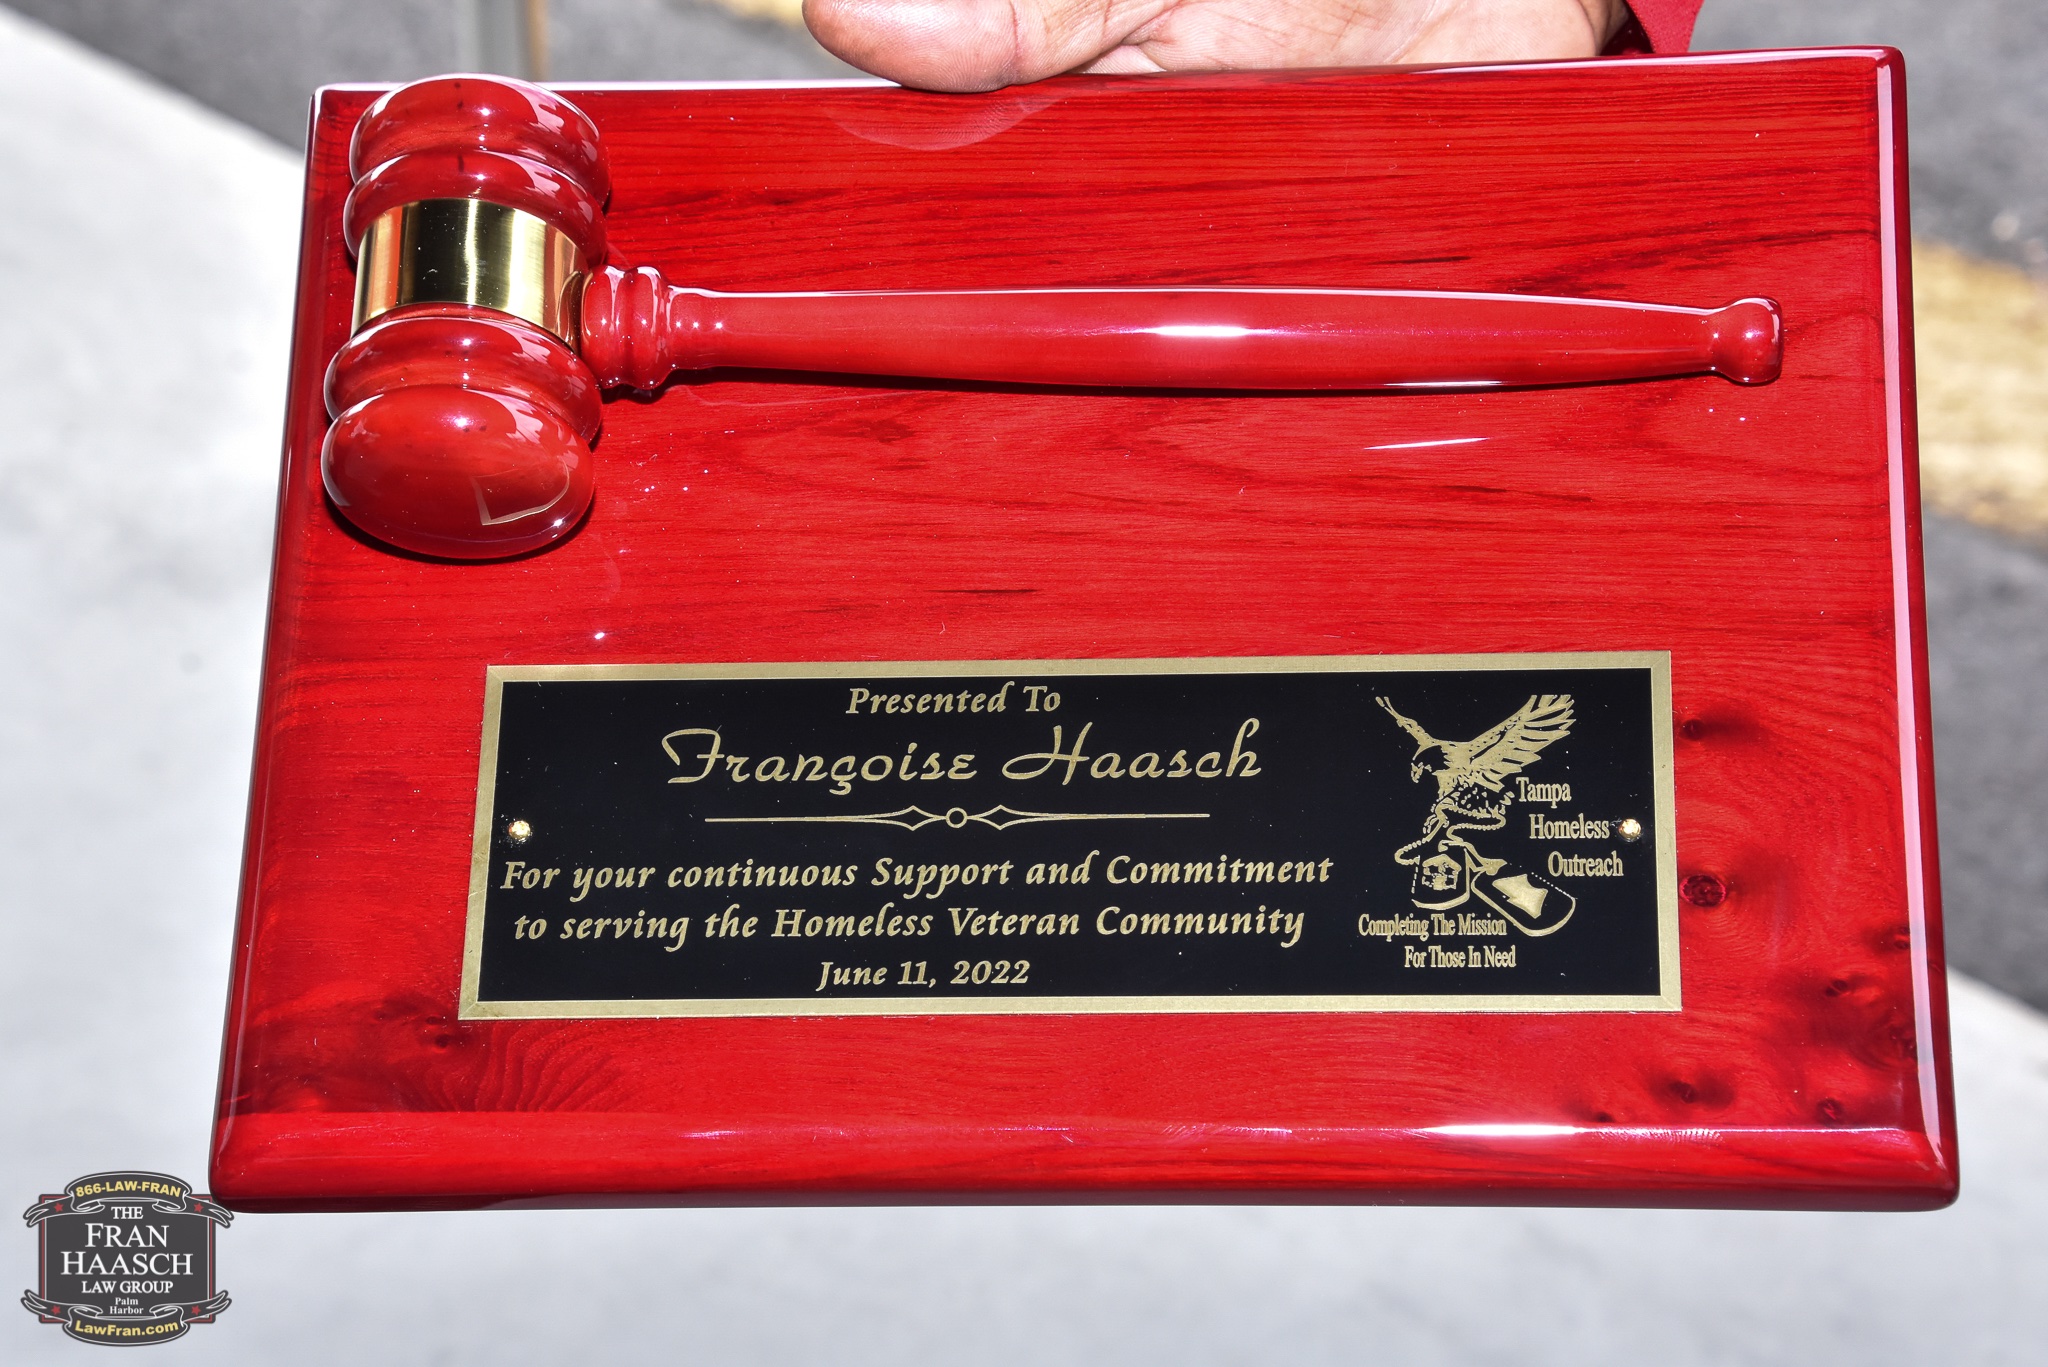 Presented To
Françoise Haasch
For your continuous Support and Commitment
to serving the Homeless Veteran Community
June 11, 2022
Tampa
Homeless
Outreach
Completing The Mission
For Those In Need
866-LAW-FRAN
THE
FRAN
HAASCH
LAW GROUP
Palm
Harbor
LawFran.com